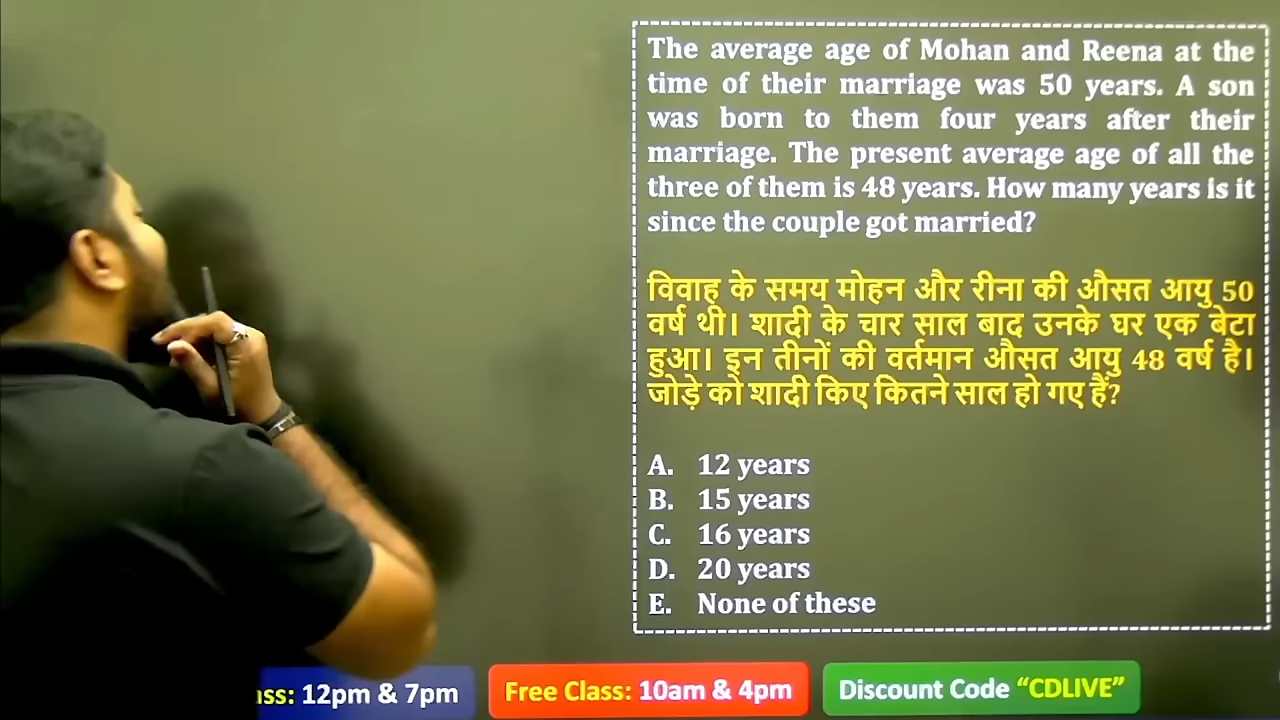 The average age of Mohan and Reena at the
time of their marriage was 50 years. A son
was born to them four years after their
marriage. The present average age of all the
three of them is 48 years. How many years is it
since the couple got married?
विवाह के समय मोहन और रीना की औसत आयु 50
वर्ष थी। शादी के चार साल बाद उनके घर एक बेटा
हुआ। इन तीनों की वर्तमान औसत आयु 48 वर्ष है।
जोड़े को शादी किए कितने साल हो गए हैं?
A. 12 years
B. 15 years
C. 16 years
D. 20 years
E. None of these
12pm & 7pm
Free Class: 10am & 4pm
Discount Code “CDLIVE”